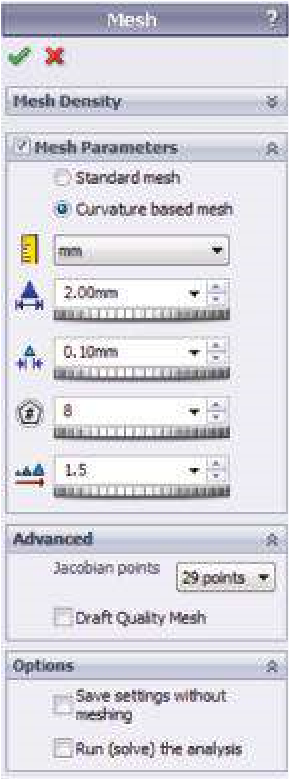 Mesh ?
Mesh Density
Mesh Parameters
Standard mesh
Curvature based mesh
mm
2.00mm
0.10mm
#
8
1.5
Advanced
Jacobian points 29 points
Draft Quality Mesh
Options
Save settings without
meshing
Run (solve) the analysis